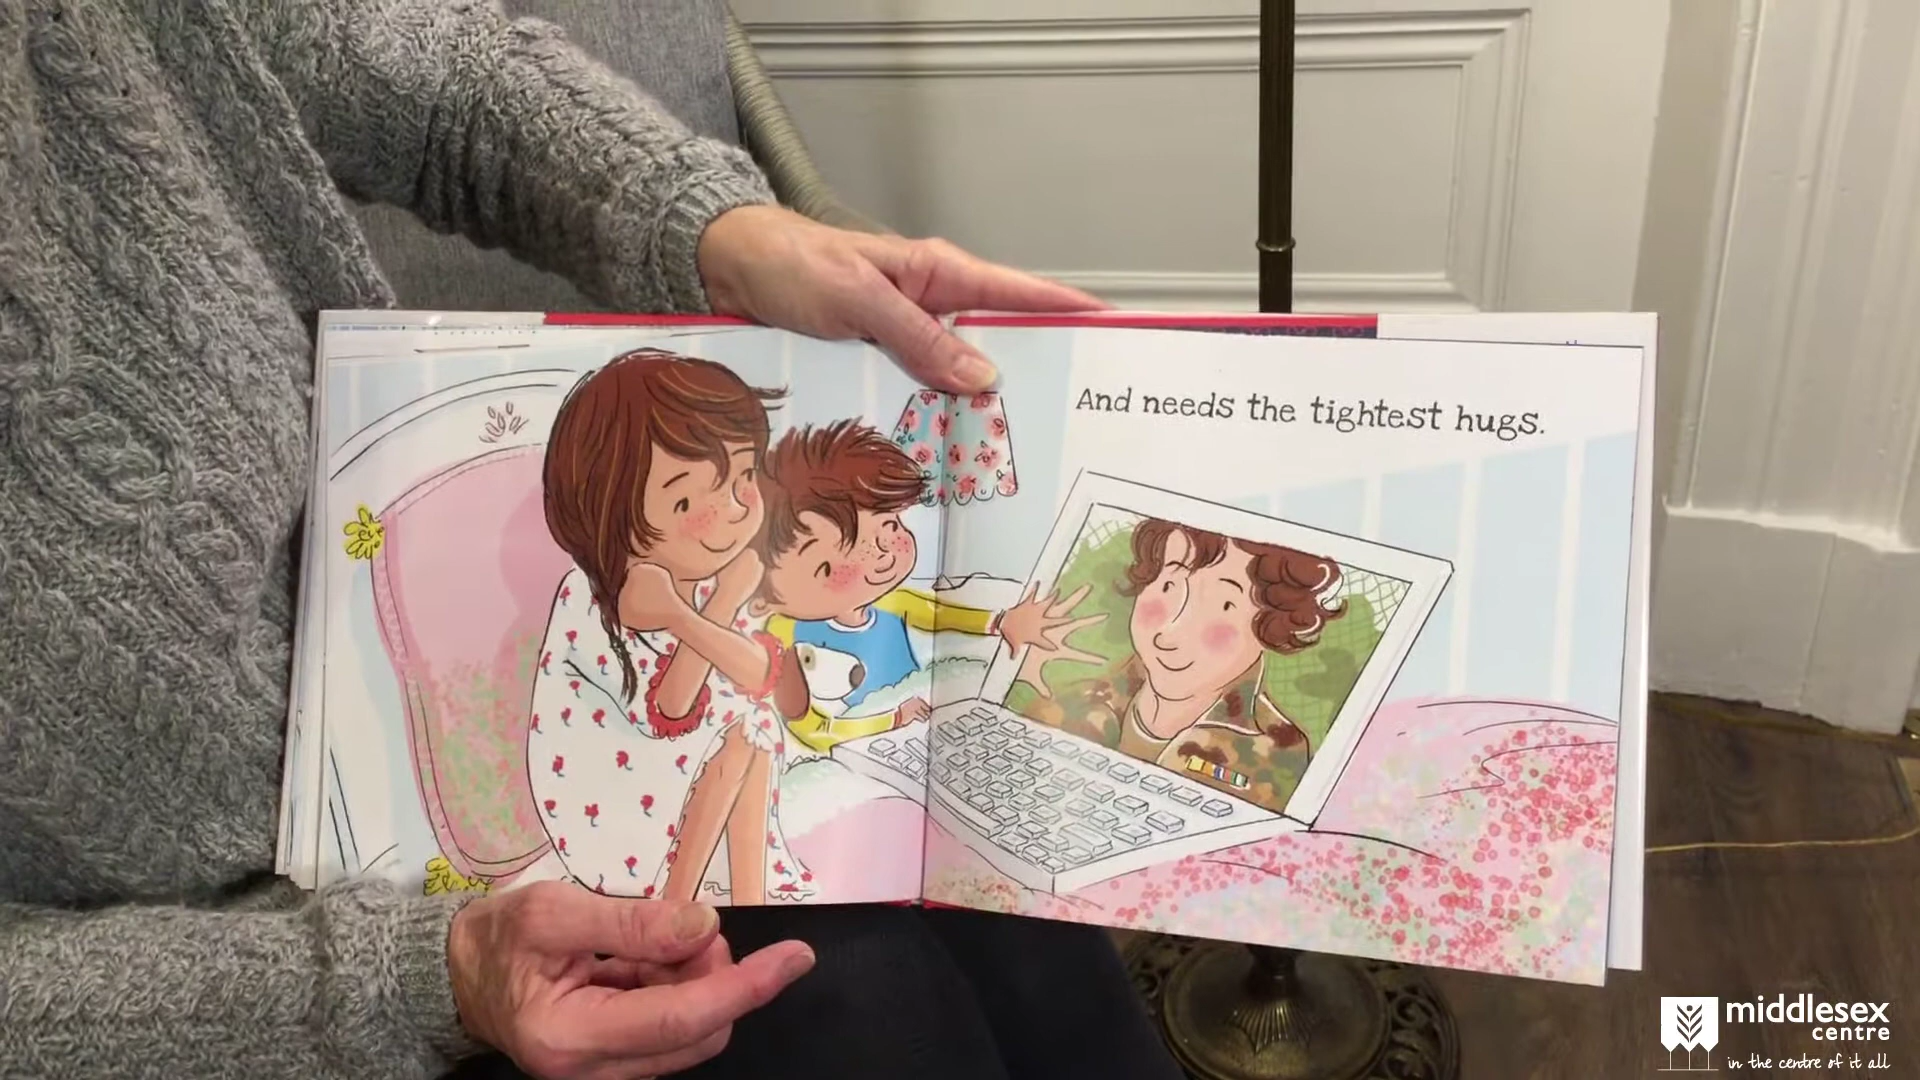 And needs the tightest hugs.
middlesex
centre
in the centre of it all